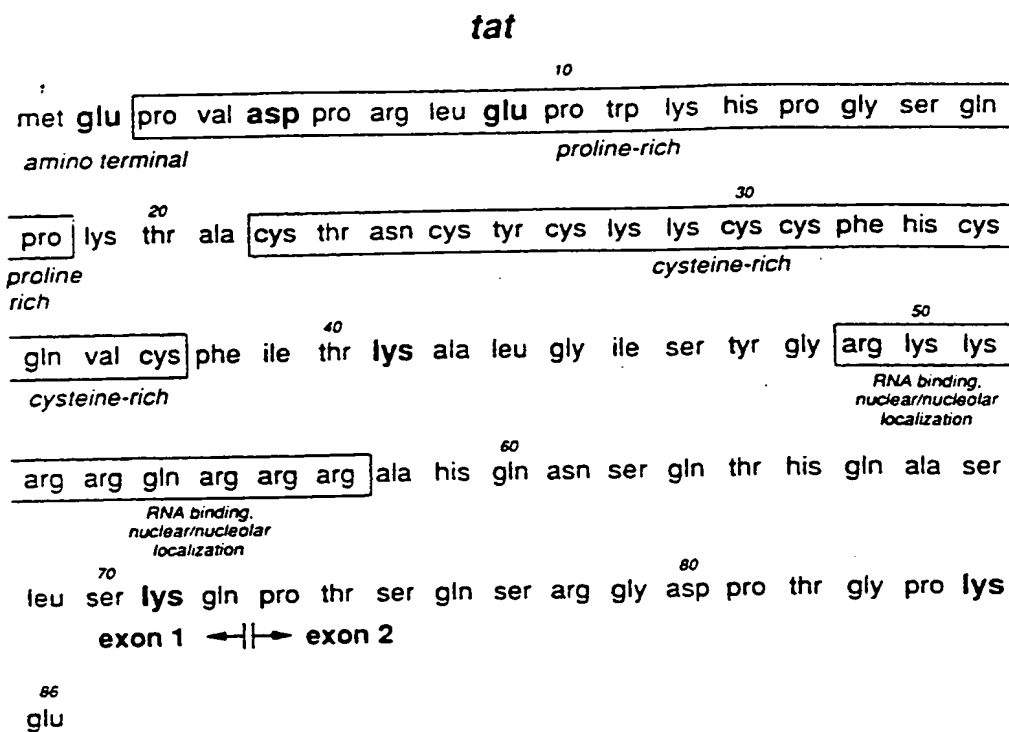 tat
10
met glu pro val asp pro arg leu glu pro trp lys his pro gly ser gln
amino terminal proline-rich
20 30
pro lys thr ala cys thr asn cys tyr cys lys lys cys cys phe his cys
proline cysteine-rich
rich
40 50
gln val cys phe ile thr lys ala leu gly ile ser tyr gly arg lys lys
cysteine-rich RNA binding,
nuclear/nucleolar
localization
60
arg arg gln arg arg arg ala his gln asn ser gln thr his gln ala ser
RNA binding,
nuclear/nucleolar
localization
70 80
leu ser lys gln pro thr ser gln ser arg gly asp pro thr gly pro lys
exon 1 exon 2
86
glu